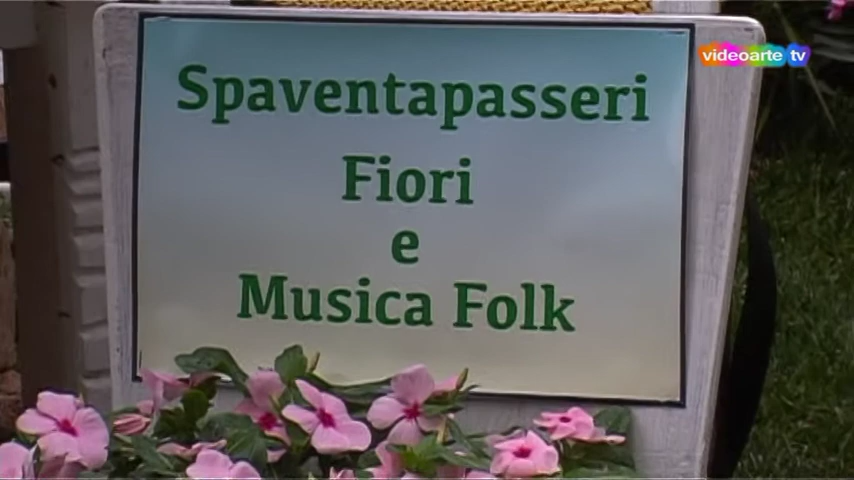 videoarte tv
Spaventapasseri
Fiori
e
Musica Folk